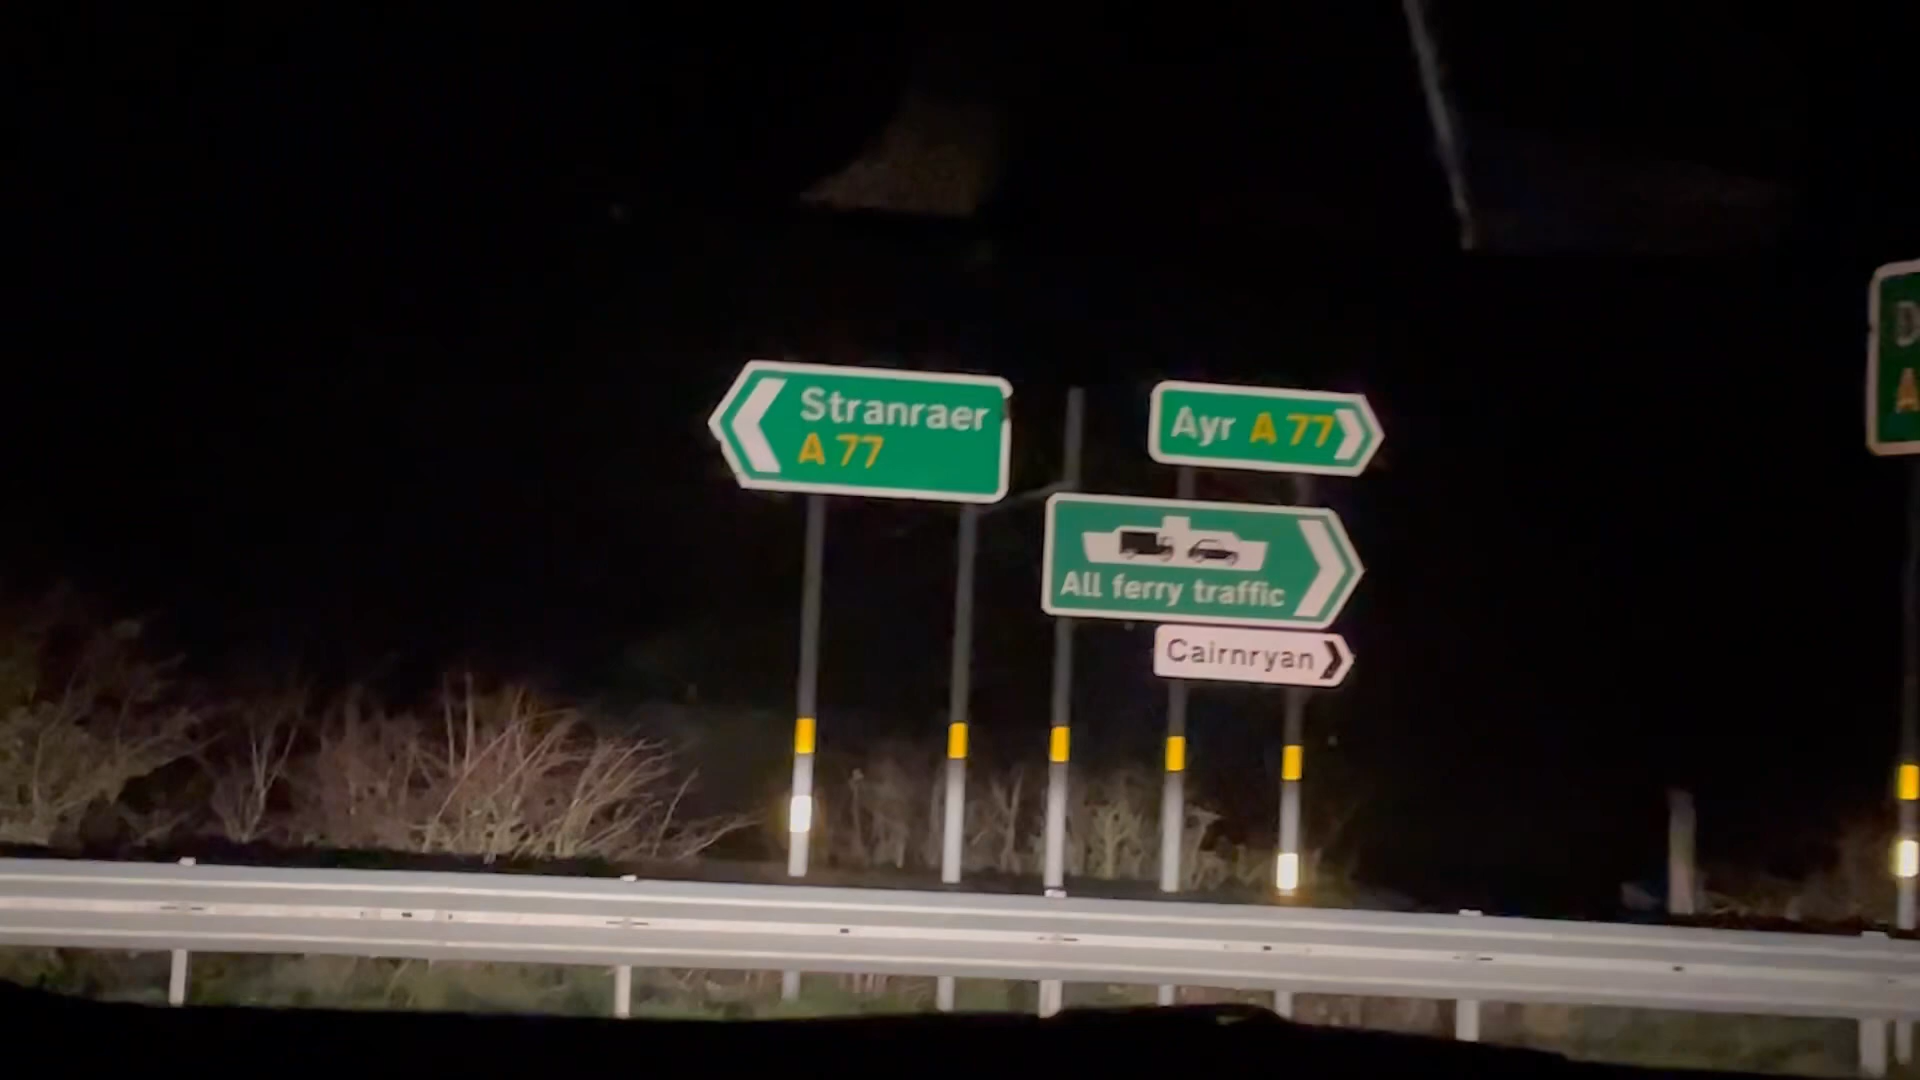 Stranraer
A 77
Ayr A 77
All ferry traffic
Cairnryan